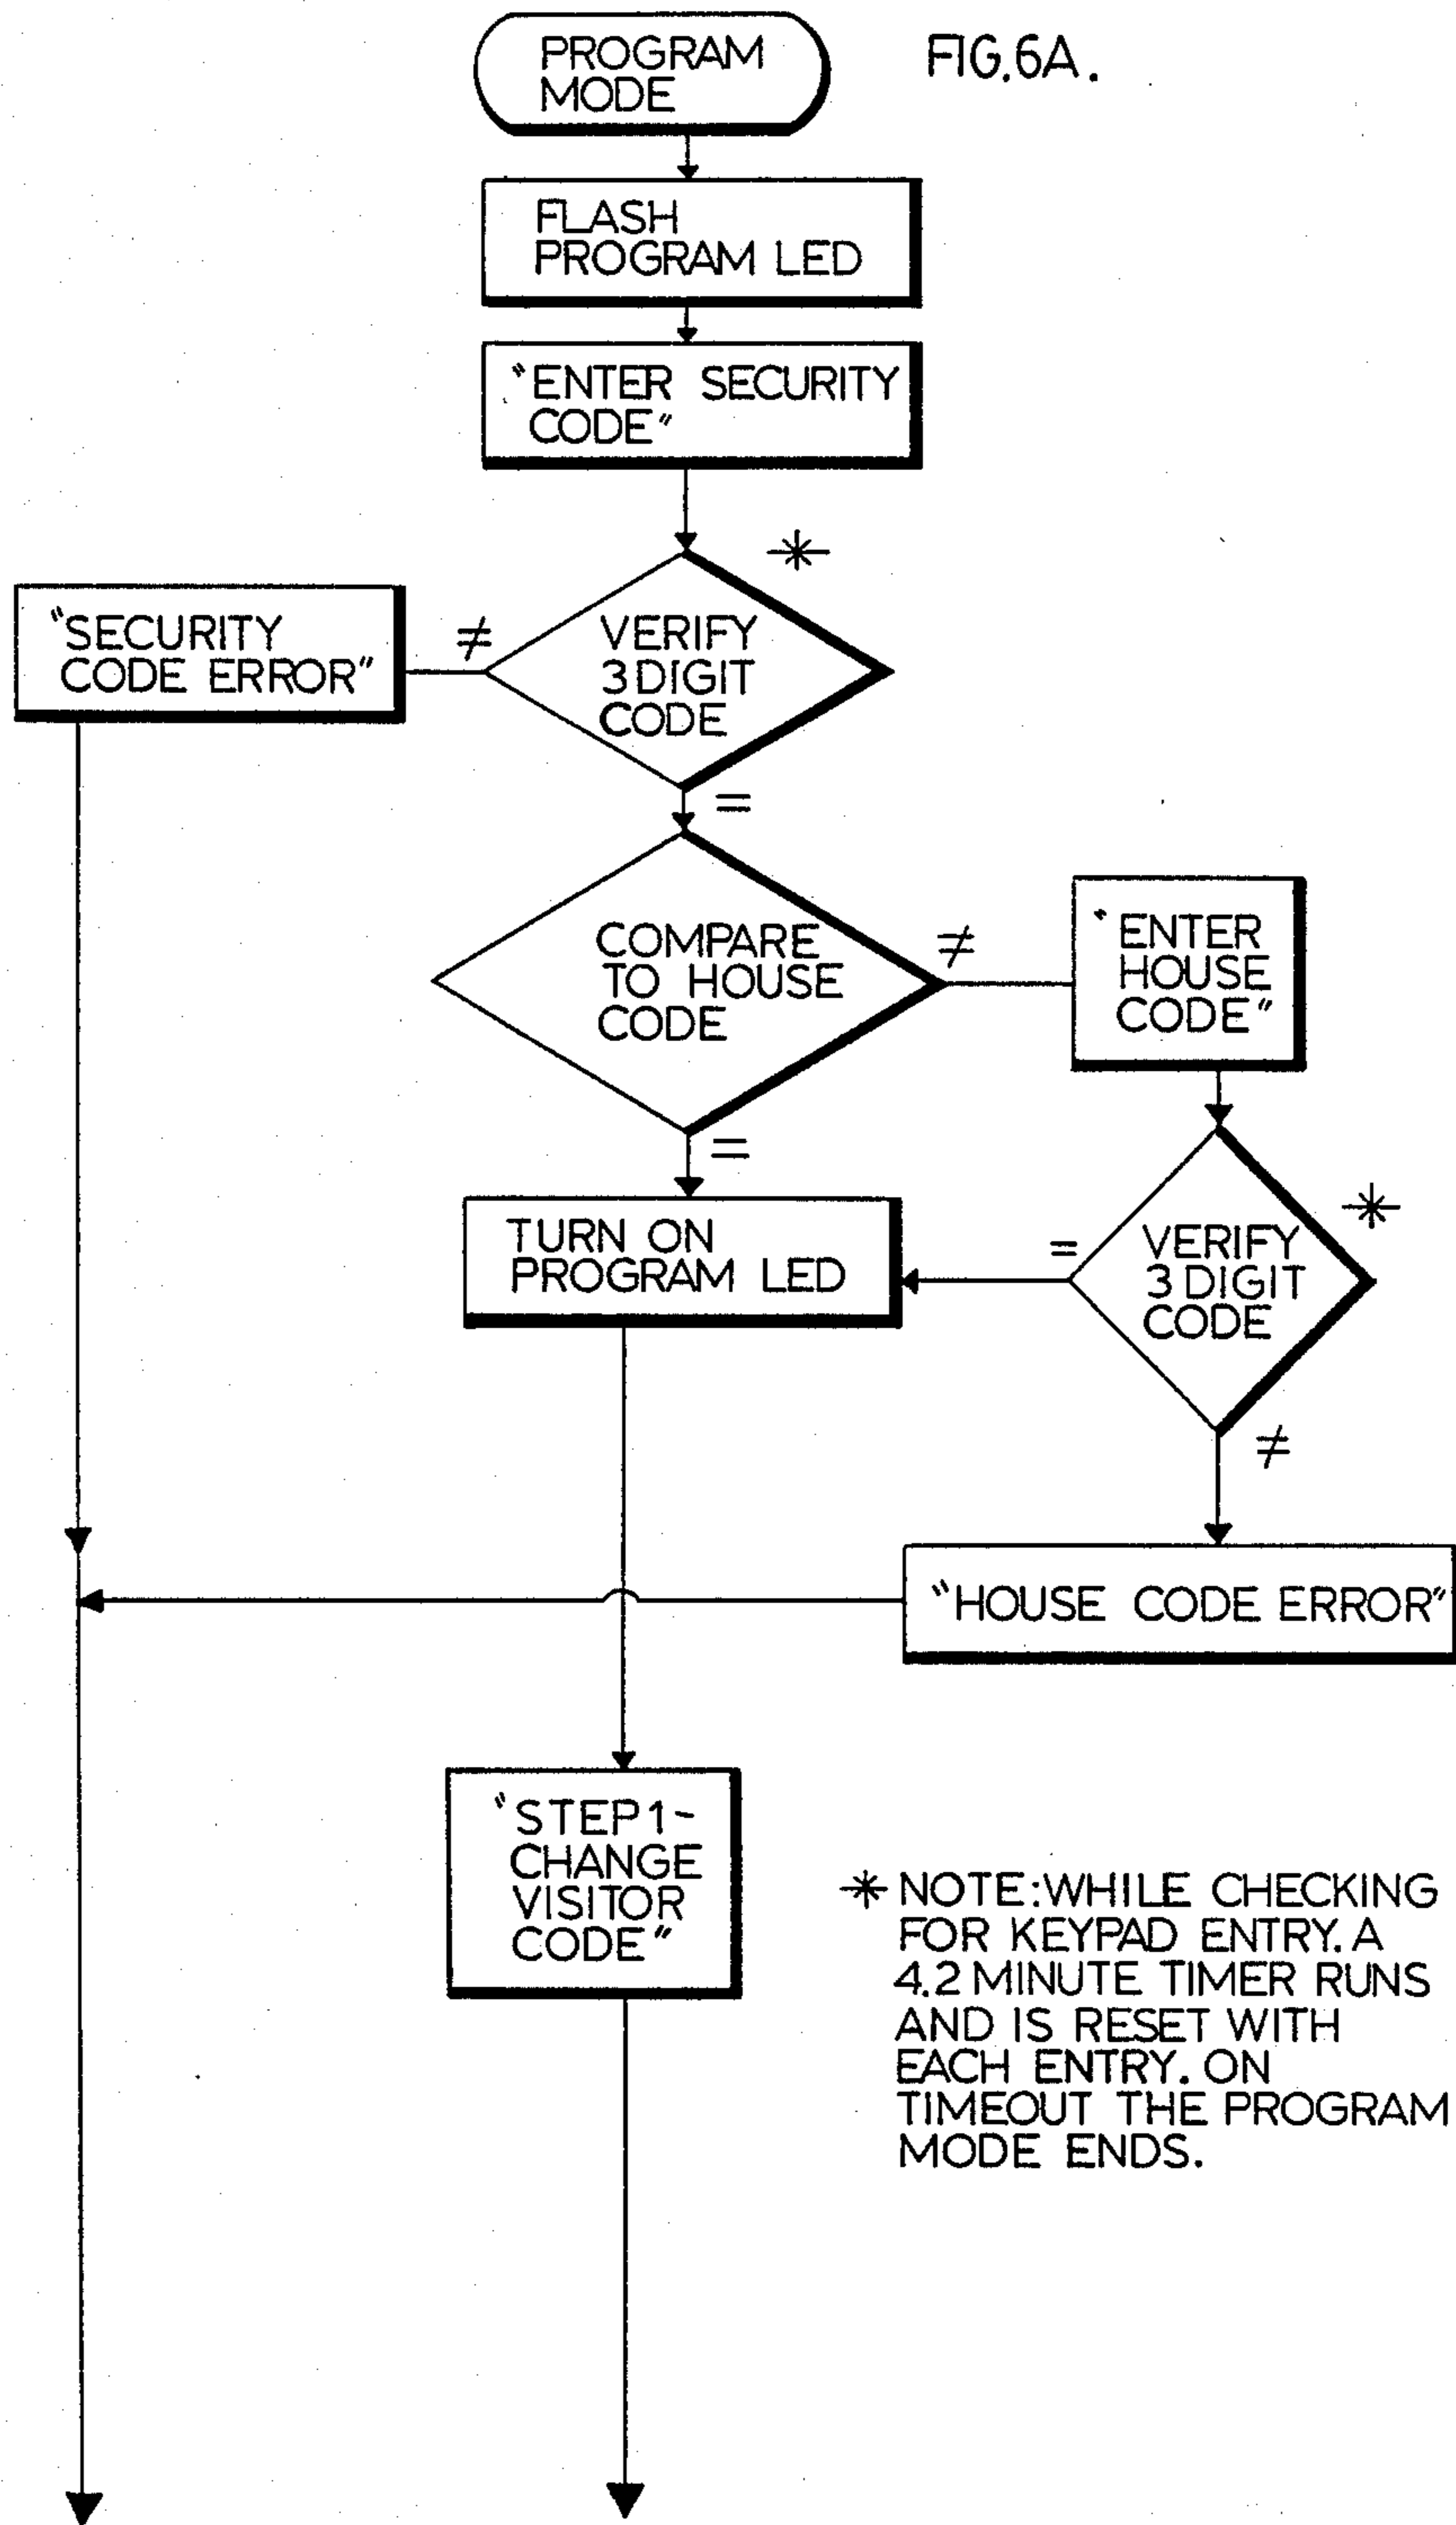 PROGRAM
MODE
FIG.6A.
FLASH
PROGRAM LED
"ENTER SECURITY
CODE"
*
"SECURITY
CODE ERROR"
≠
VERIFY
3 DIGIT
CODE
=
COMPARE
TO HOUSE
CODE
≠
"ENTER
HOUSE
CODE"
=
TURN ON
PROGRAM LED
=
VERIFY
3 DIGIT
CODE
*
≠
"HOUSE CODE ERROR"
"STEP 1-
CHANGE
VISITOR
CODE"
* NOTE: WHILE CHECKING
FOR KEYPAD ENTRY. A
4.2 MINUTE TIMER RUNS
AND IS RESET WITH
EACH ENTRY. ON
TIMEOUT THE PROGRAM
MODE ENDS.